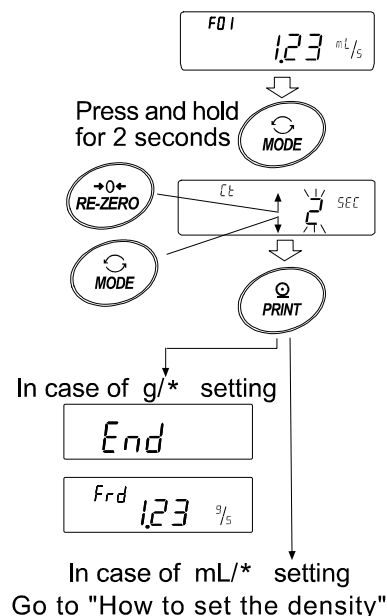 F01
1.23 mL/s
Press and hold
for 2 seconds
MODE
→0←
RE-ZERO
Ct 2 SEC
MODE
PRINT
In case of g/* setting
End
Frd
1.23 g/s
In case of mL/* setting
Go to "How to set the density"